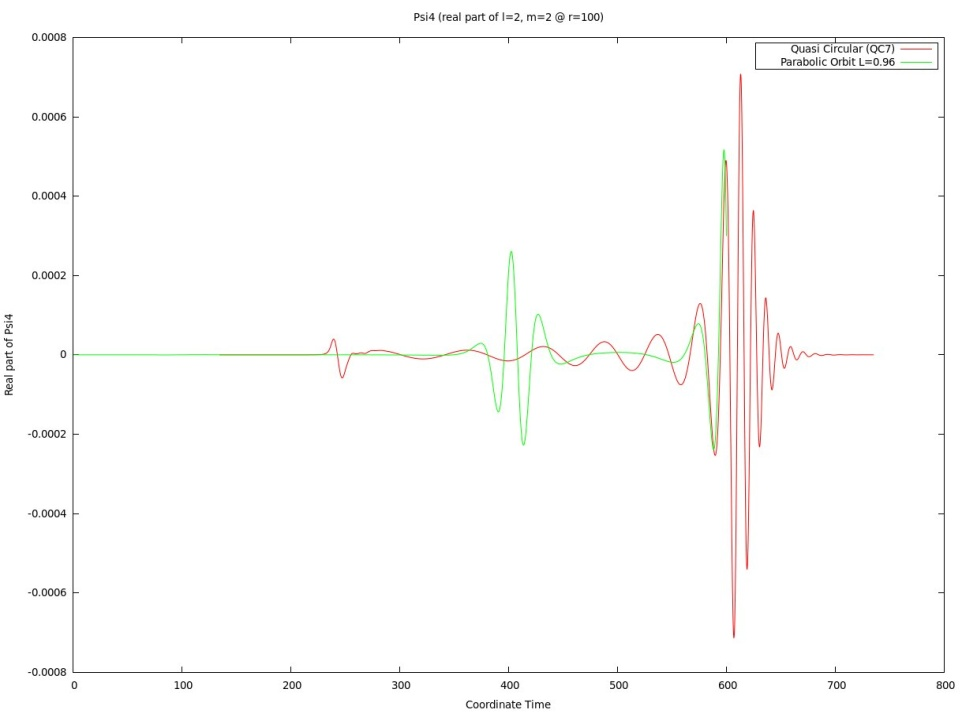 Psi4 (real part of l=2, m=2 @ r=100)
0.0008
Quasi Circular (QC7)
Parabolic Orbit L=0.96
0.0006
0.0004
0.0002
0
-0.0002
-0.0004
-0.0006
-0.0008
Real part of Psi4
0 100 200 300 400 500 600 700 800
Coordinate Time